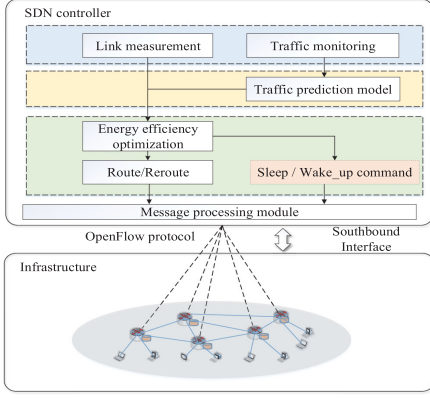 SDN controller
Link measurement
Traffic monitoring
Traffic prediction model
Energy efficiency
optimization
Route/Reroute
Sleep / Wake_up command
Message processing module
OpenFlow protocol
Southbound
Interface
Infrastructure